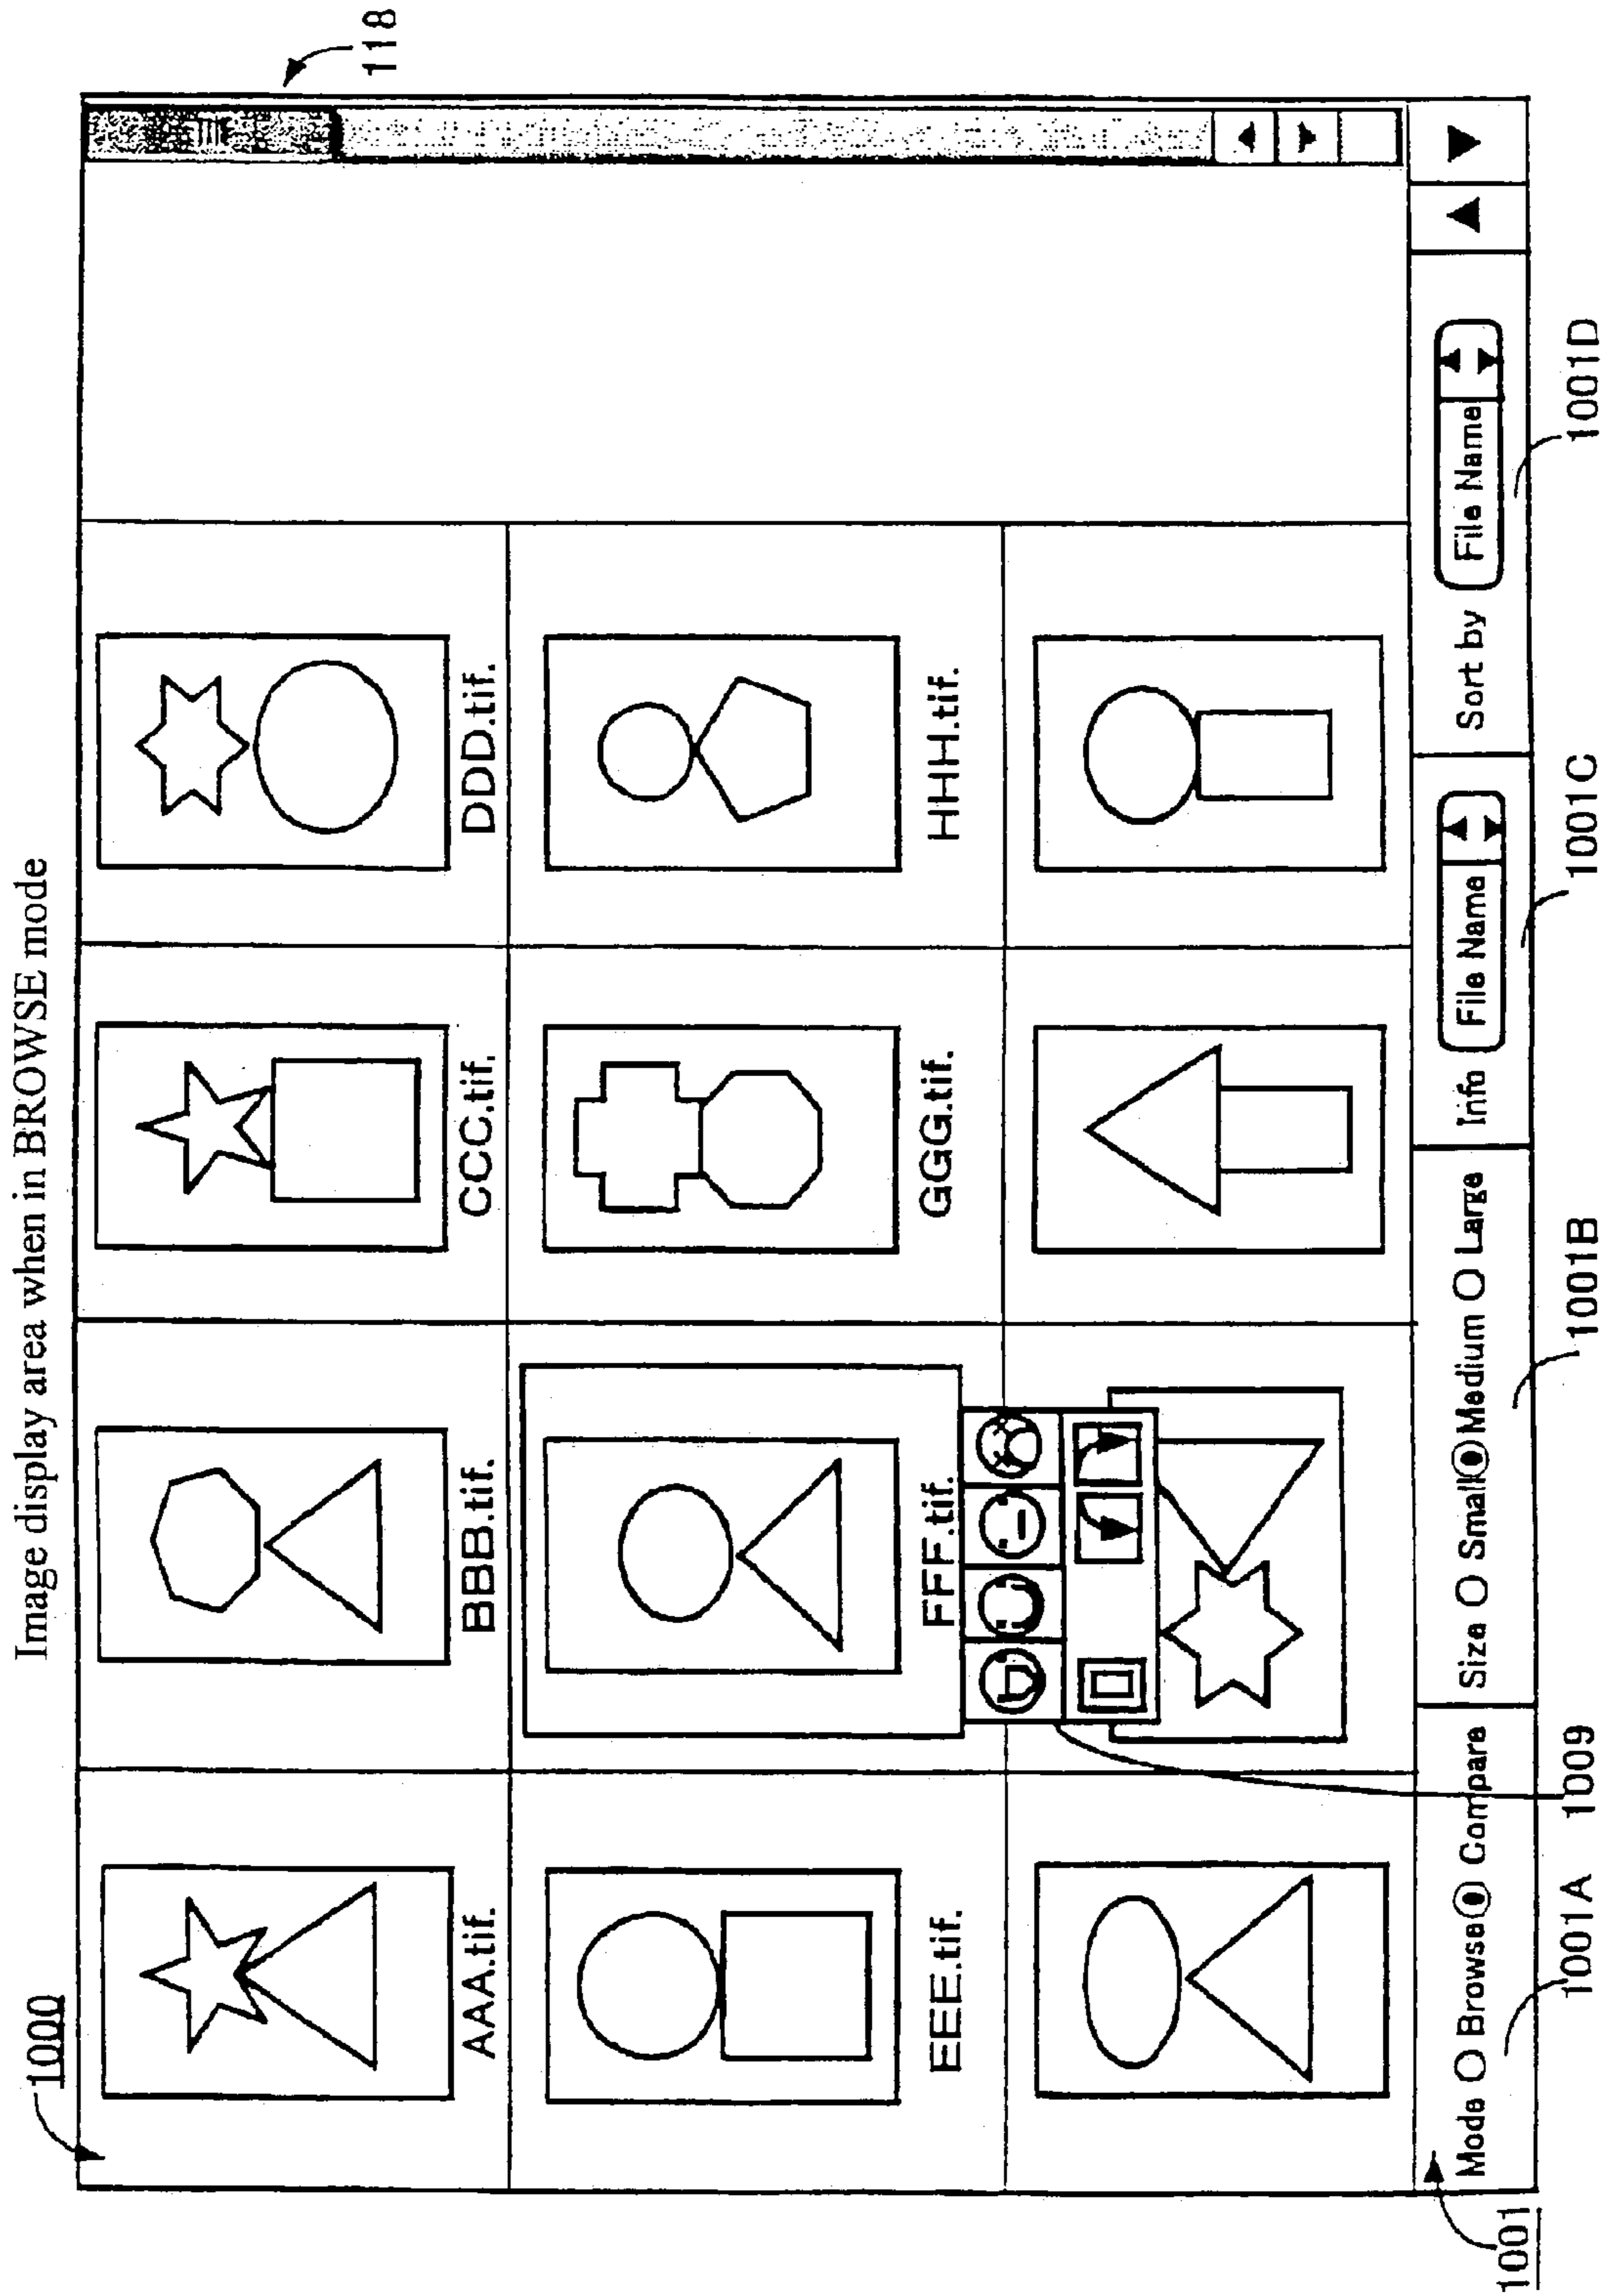 Image display area when in BROWSE mode
1000
118
AAA.tif. BBB.tif. CCC.tif. DDD.tif.
EEE.tif. FFF.tif. GGG.tif. HHH.tif.
Mode Browse Compare Size Small Medium Large Info File Name Sort by File Name
1001 1001A 1009 1001B 1001C 1001D